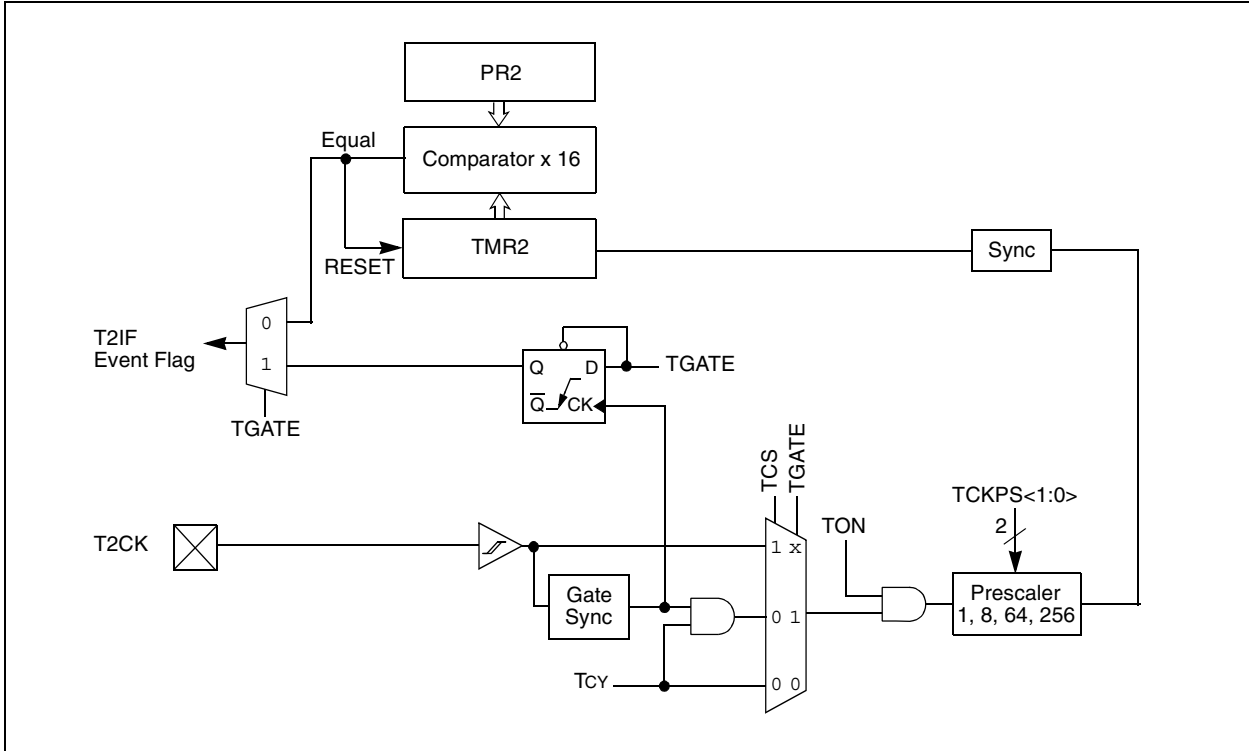 PR2
Equal
Comparator x 16
TMR2
RESET
Sync
T2IF
Event Flag
0
1
TGATE
Q
D
Q̅
CK
TGATE
TCS
TGATE
TCKPS<1:0>
2
TON
T2CK
1 x
Gate
Sync
0 1
Prescaler
1, 8, 64, 256
TCY
0 0